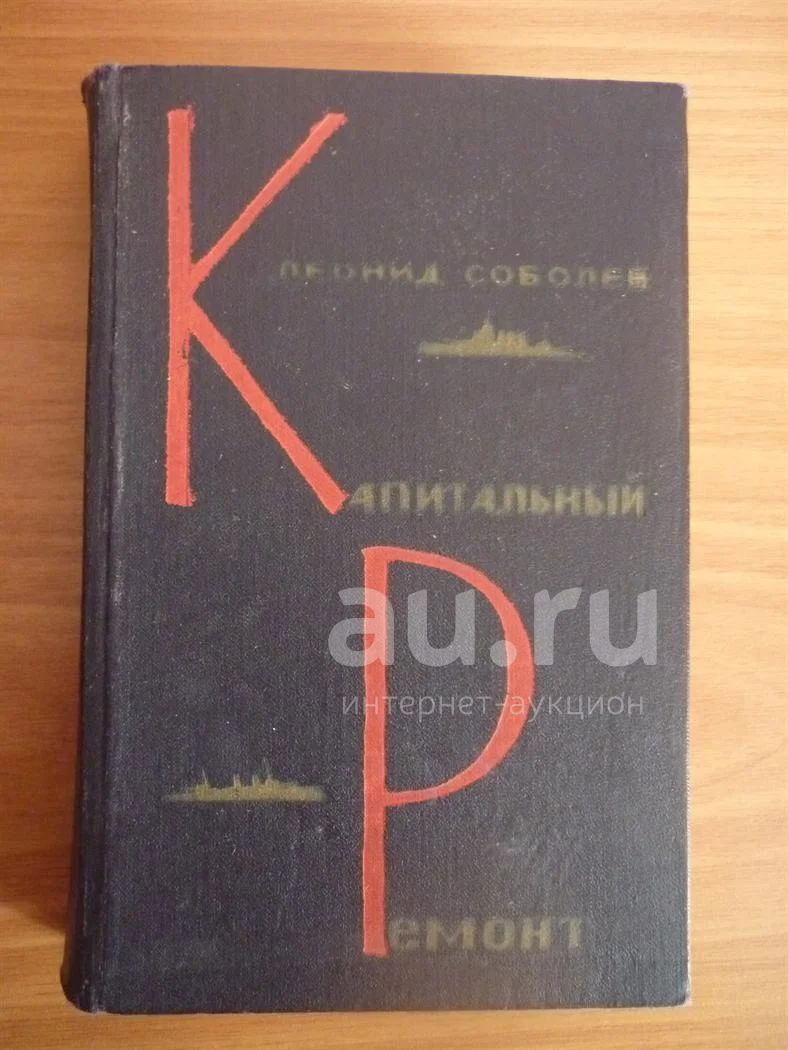 ЛЕОНИД СОБОЛЕВ
КАПИТАЛЬНЫЙ
au.ru
интернет-аукцион
РЕМОНТ